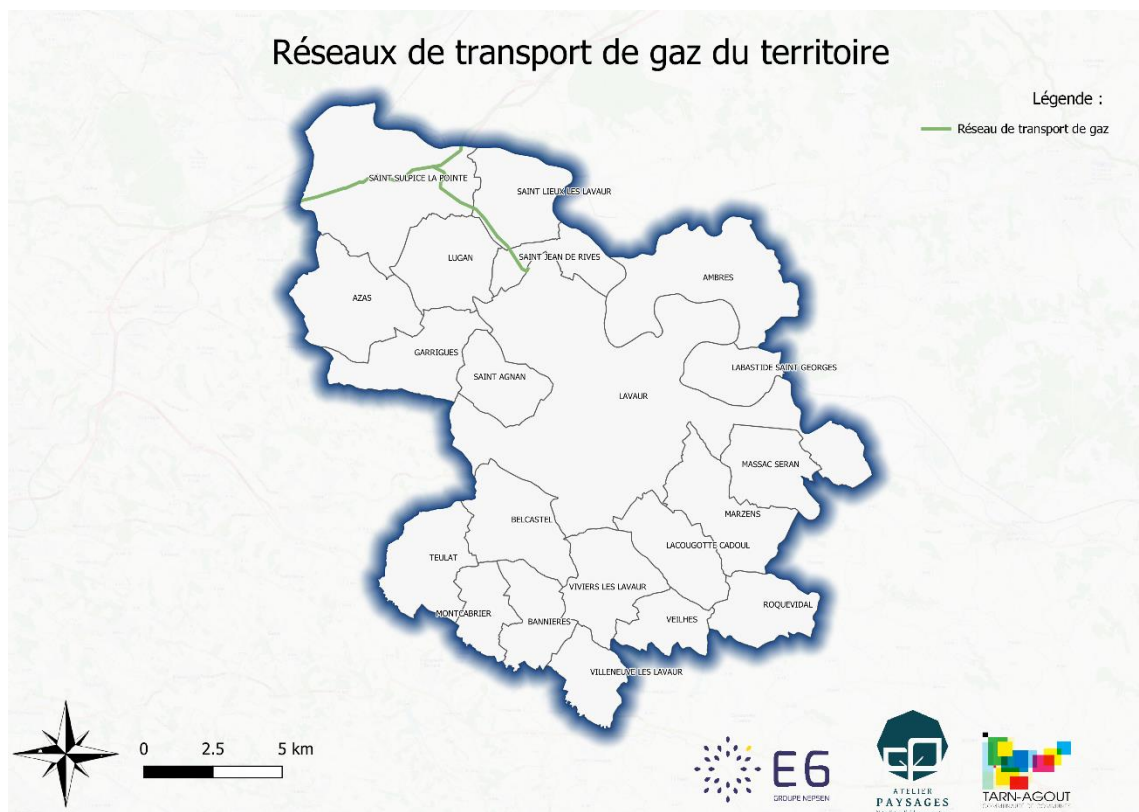 Réseaux de transport de gaz du territoire
Légende :
Réseau de transport de gaz
SAINT SULPICE LA POINTE
SAINT LIEUX LES LAVAUR
LUGAN
SAINT JEAN DE RIVES
AMBRES
AZAS
GARRIGUES
SAINT AGNAN
LABASTIDE SAINT GEORGES
LAVAUR
MASSAC SERAN
MARZENS
BELCASTEL
LACOUGOTTE CADOUL
TEULAT
VIVIERS LES LAVAUR
ROQUEVIDAL
MONTCABRIER
BANNIERES
VEILHES
VILLENEUVE LES LAVAUR
0 2.5 5 km
E6
GROUPE NEPSEN
ATELIER
PAYSAGES
TARN-AGOUT